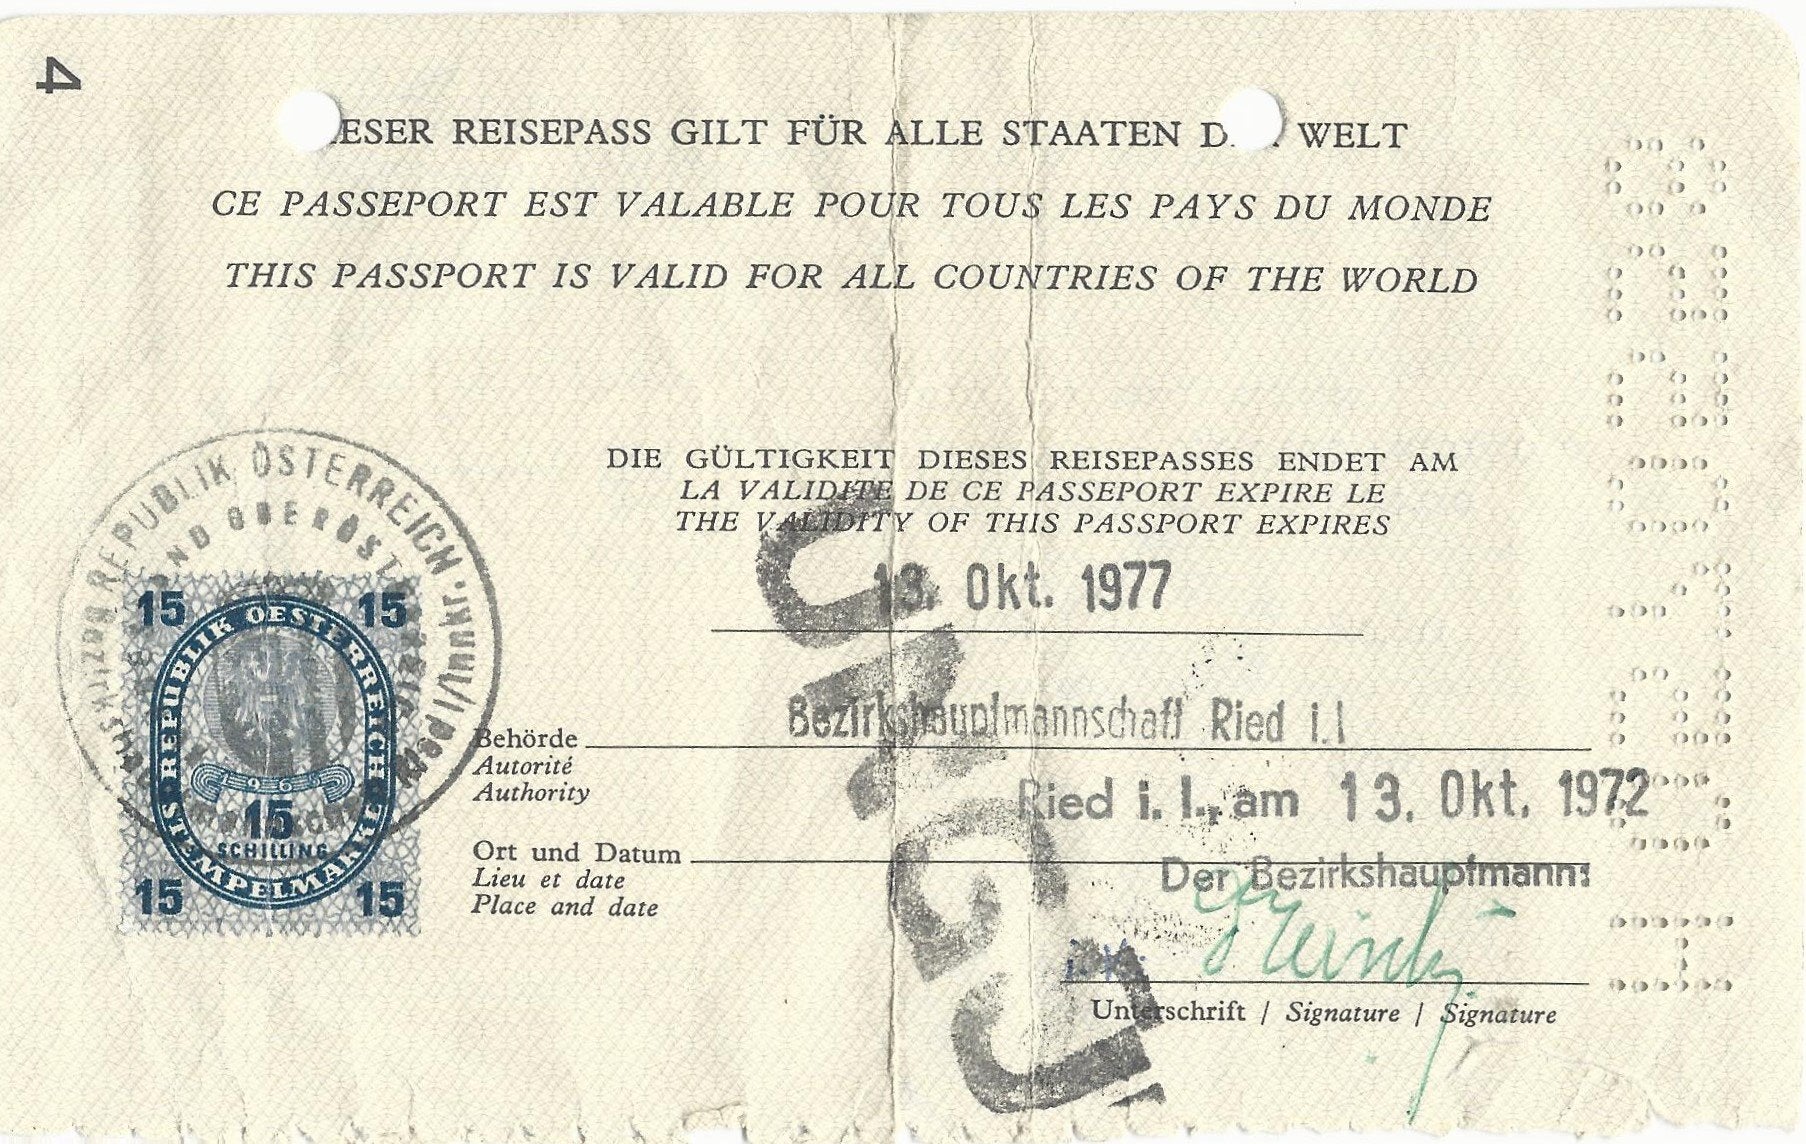 4
ESER REISEPASS GILT FÜR ALLE STAATEN D WELT
CE PASSEPORT EST VALABLE POUR TOUS LES PAYS DU MONDE
THIS PASSPORT IS VALID FOR ALL COUNTRIES OF THE WORLD
DIE GÜLTIGKEIT DIESES REISEPASSES ENDET AM
LA VALIDITE DE CE PASSEPORT EXPIRE LE
THE VALIDITY OF THIS PASSPORT EXPIRES
13. Okt. 1977
Bezirkshauptmannschaft Ried i.I
Behörde
Autorité
Authority
Ried i. I., am 13. Okt. 1972
Ort und Datum
Lieu et date
Place and date
Der Bezirkshauptmann:
i.V.
Unterschrift / Signature / Signature
REPUBLIK ÖSTERREICH
Ried I/Innkr.
15 15
REPUBLIK OESTERREICH
1965
15
SCHILLING
STEMPELMARKE
15 15
UNGÜ